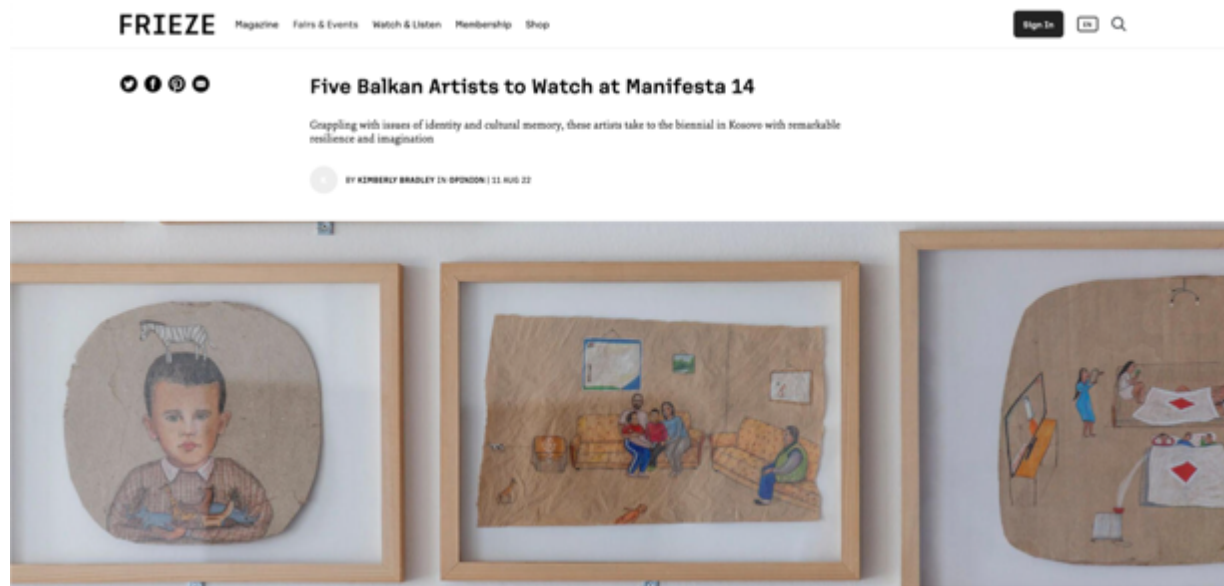 FRIEZE
Magazine Fairs & Events Watch & Listen Membership Shop
Sign In
EN
Five Balkan Artists to Watch at Manifesta 14
Grappling with issues of identity and cultural memory, these artists take to the biennial in Kosovo with remarkable
resilience and imagination
BY KIMBERLY BRADLEY IN OPINION | 11 AUG 22